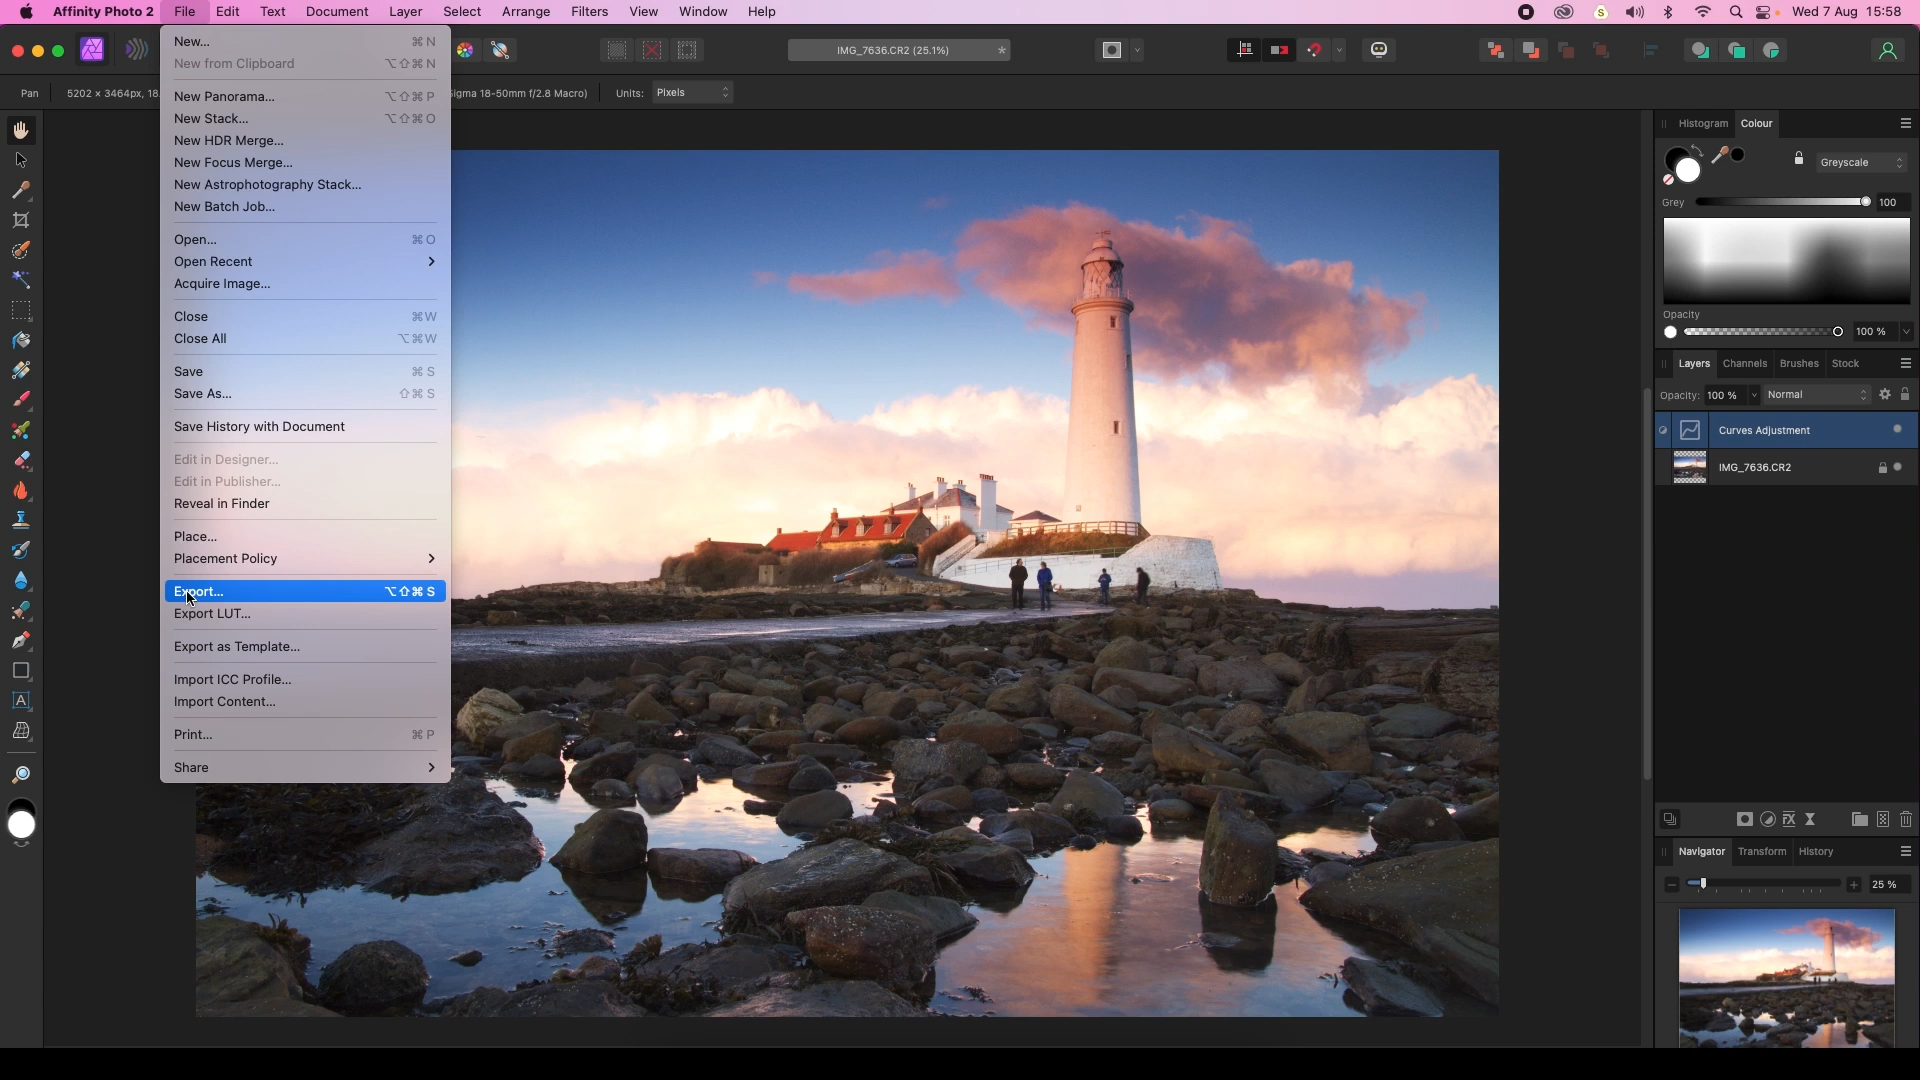 Affinity Photo 2 File Edit Text Document Layer Select Arrange Filters View Window Help S Wed 7 Aug 15:58
IMG_7636.CR2 (25.1%) *
Pan 5202 × 3464px, 18. Sigma 18-50mm f/2.8 Macro) Units: Pixels
New... ⌘N
New from Clipboard ⌥⇧⌘N
New Panorama... ⌥⇧⌘P
New Stack... ⌥⇧⌘O
New HDR Merge...
New Focus Merge...
New Astrophotography Stack...
New Batch Job...
Open... ⌘O
Open Recent
Acquire Image...
Close ⌘W
Close All ⌥⌘W
Save ⌘S
Save As... ⇧⌘S
Save History with Document
Edit in Designer...
Edit in Publisher...
Reveal in Finder
Place...
Placement Policy
Export... ⌥⇧⌘S
Export LUT...
Export as Template...
Import ICC Profile...
Import Content...
Print... ⌘P
Share
A
Histogram Colour
Greyscale
Grey 100
Opacity
100 %
Layers Channels Brushes Stock
Opacity: 100 % Normal
Curves Adjustment
IMG_7636.CR2
Navigator Transform History
25 %